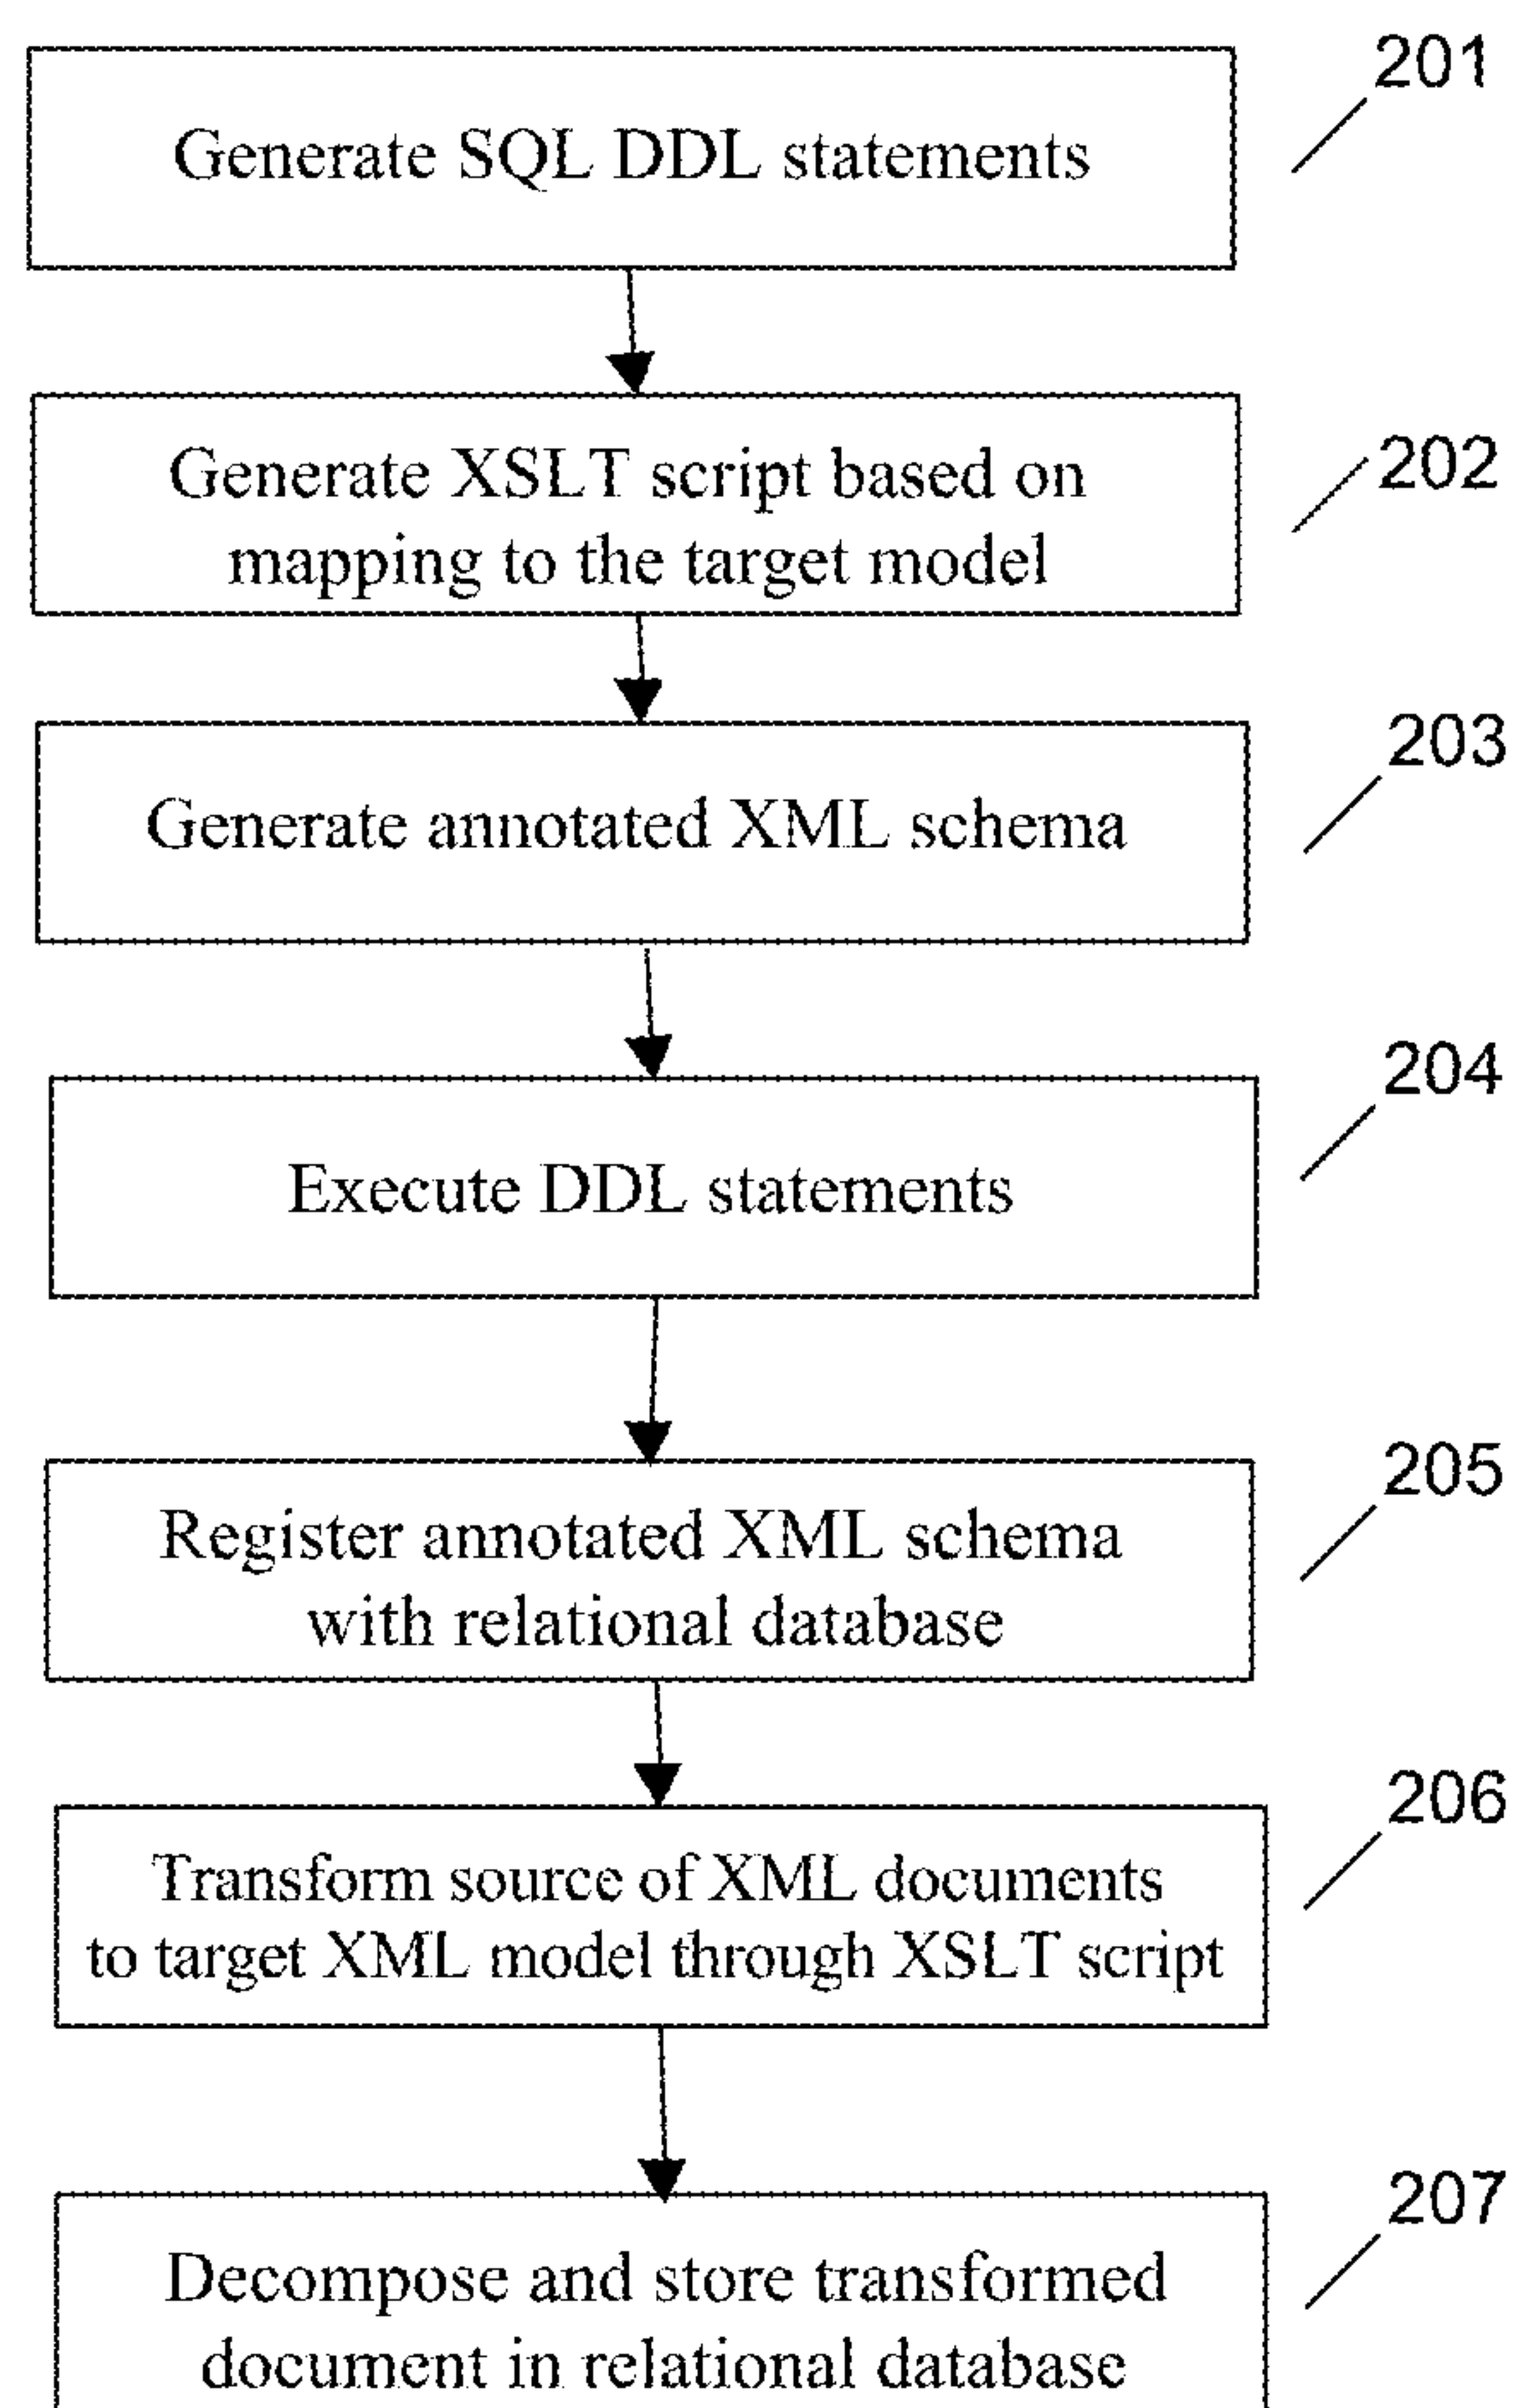 201
Generate SQL DDL statements
202
Generate XSLT script based on
mapping to the target model
203
Generate annotated XML schema
204
Execute DDL statements
205
Register annotated XML schema
with relational database
206
Transform source of XML documents
to target XML model through XSLT script
207
Decompose and store transformed
document in relational database